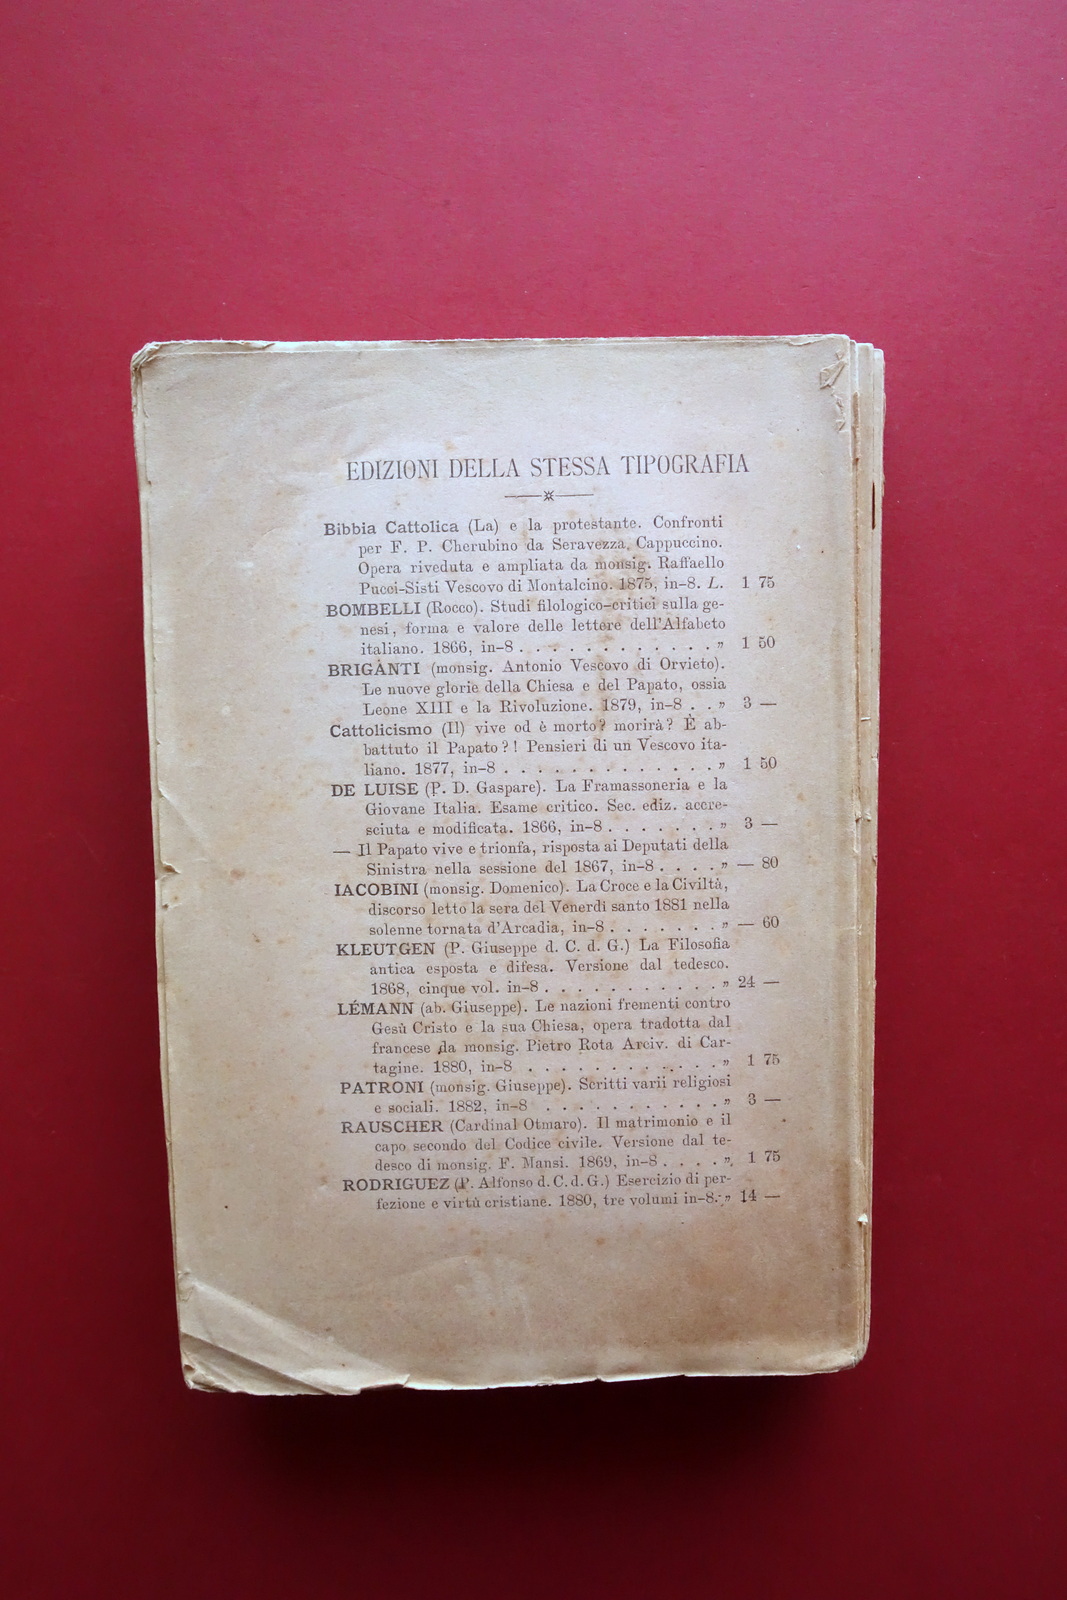 EDIZIONI DELLA STESSA TIPOGRAFIA
Bibbia Cattolica (La) e la protestante. Confronti
per F. P. Cherubino da Seravezza, Cappuccino.
Opera riveduta e ampliata da monsig. Raffaello
Pucci-Sisti Vescovo di Montalcino. 1875, in-8. L. 1 75
BOMBELLI (Rocco). Studi filologico-critici sulla ge-
nesi, forma e valore delle lettere dell'Alfabeto
italiano. 1866, in-8 . . . . . . . . . . . . „ 1 50
BRIGANTI (monsig. Antonio Vescovo di Orvieto).
Le nuove glorie della Chiesa e del Papato, ossia
Leone XIII e la Rivoluzione. 1879, in-8 . . „ 3 —
Cattolicismo (Il) vive od è morto? morirà? È ab-
battuto il Papato?! Pensieri di un Vescovo ita-
liano. 1877, in-8 . . . . . . . . . . . . . „ 1 50
DE LUISE (P. D. Gaspare). La Framassoneria e la
Giovane Italia. Esame critico. Sec. ediz. accre-
sciuta e modificata. 1866, in-8 . . . . . . . „ 3 —
— Il Papato vive e trionfa, risposta ai Deputati della
Sinistra nella sessione del 1867, in-8 . . . . „ — 80
IACOBINI (monsig. Domenico). La Croce e la Civiltà,
discorso letto la sera del Venerdì santo 1881 nella
solenne tornata d'Arcadia, in-8 . . . . . . . „ — 60
KLEUTGEN (P. Giuseppe d. C. d. G.) La Filosofia
antica esposta e difesa. Versione dal tedesco.
1868, cinque vol. in-8 . . . . . . . . . . . „ 24 —
LÉMANN (ab. Giuseppe). Le nazioni frementi contro
Gesù Cristo e la sua Chiesa, opera tradotta dal
francese da monsig. Pietro Rota Arciv. di Car-
tagine. 1880, in-8 . . . . . . . . . . . . „ 1 75
PATRONI (monsig. Giuseppe). Scritti varii religiosi
e sociali. 1882, in-8 . . . . . . . . . . . „ 3 —
RAUSCHER (Cardinal Otmaro). Il matrimonio e il
capo secondo del Codice civile. Versione dal te-
desco di monsig. F. Mansi. 1869, in-8 . . . . „ 1 75
RODRIGUEZ (P. Alfonso d. C. d. G.) Esercizio di per-
fezione e virtù cristiane. 1880, tre volumi in-8. „ 14 —